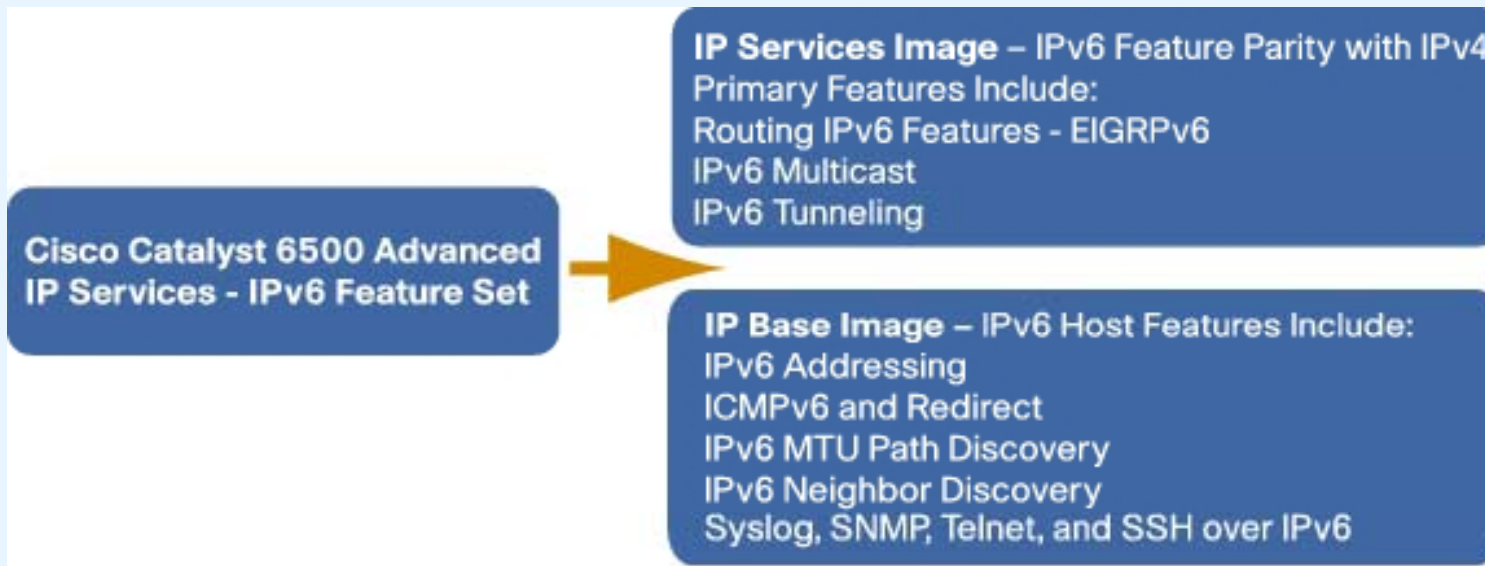 Cisco Catalyst 6500 Advanced
IP Services - IPv6 Feature Set
IP Services Image – IPv6 Feature Parity with IPv4
Primary Features Include:
Routing IPv6 Features - EIGRPv6
IPv6 Multicast
IPv6 Tunneling
IP Base Image – IPv6 Host Features Include:
IPv6 Addressing
ICMPv6 and Redirect
IPv6 MTU Path Discovery
IPv6 Neighbor Discovery
Syslog, SNMP, Telnet, and SSH over IPv6